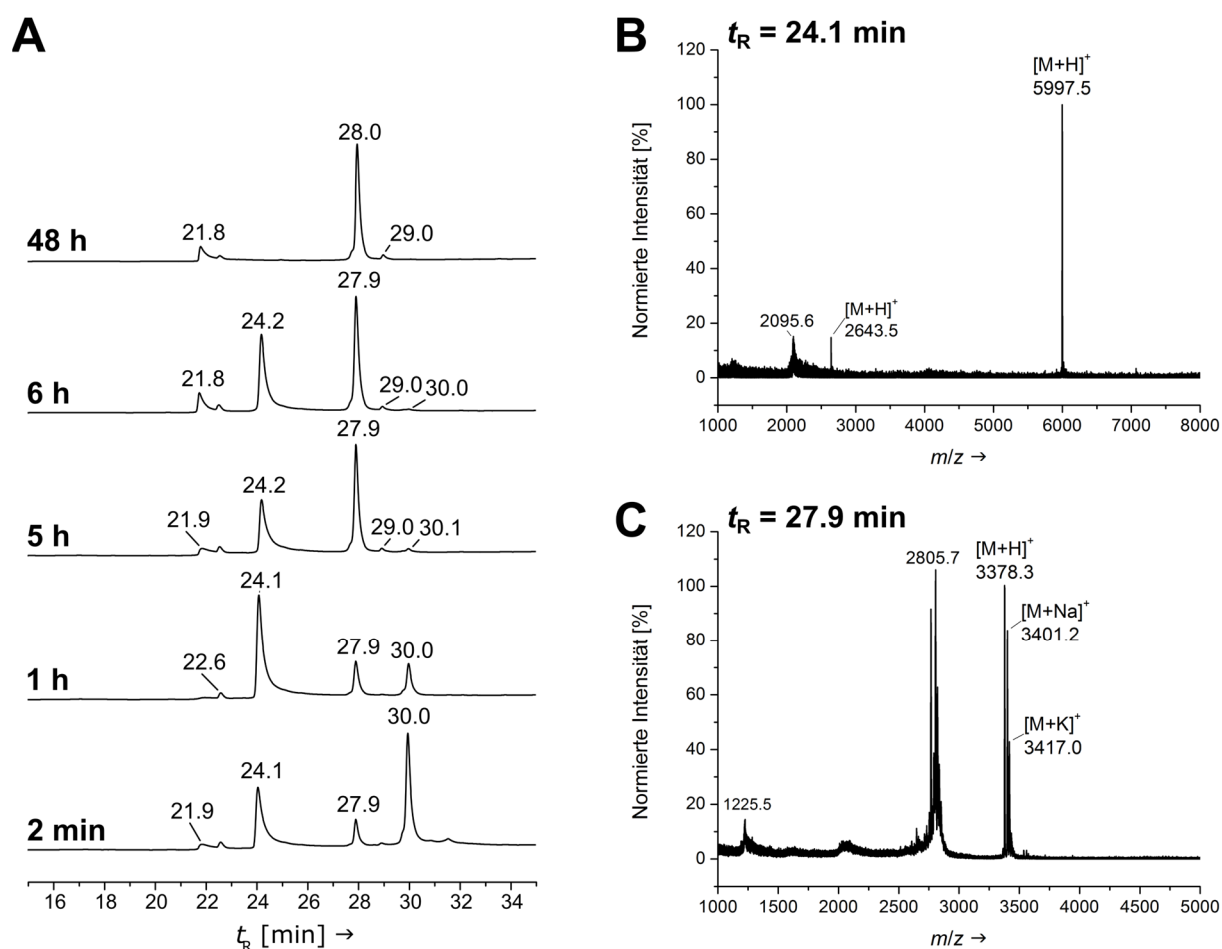 A
48 h
21.8
28.0
29.0
6 h
21.8
24.2
27.9
29.0
30.0
5 h
21.9
24.2
27.9
29.0
30.1
1 h
22.6
24.1
27.9
30.0
2 min
21.9
24.1
27.9
30.0
16 18 20 22 24 26 28 30 32 34
tR [min] →
B
tR = 24.1 min
Normierte Intensität [%]
120
100
80
60
40
20
0
2095.6
[M+H]+
2643.5
[M+H]+
5997.5
1000 2000 3000 4000 5000 6000 7000 8000
m/z →
C
tR = 27.9 min
Normierte Intensität [%]
120
100
80
60
40
20
0
1225.5
2805.7
[M+H]+
3378.3
[M+Na]+
3401.2
[M+K]+
3417.0
1000 1500 2000 2500 3000 3500 4000 4500 5000
m/z →